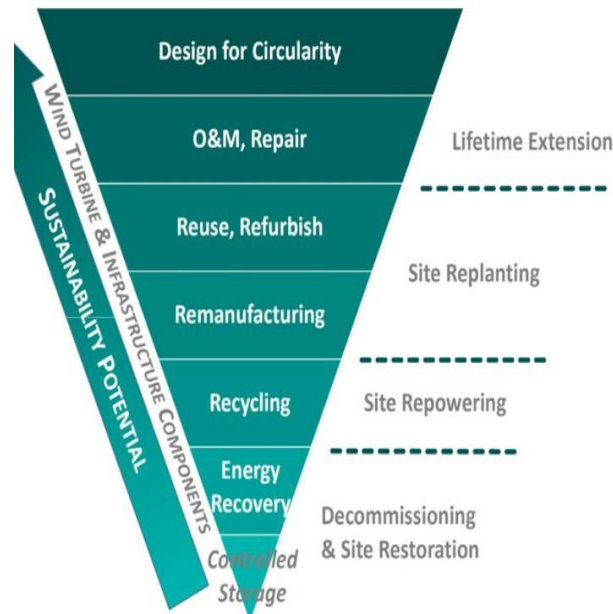 Design for Circularity
O&M, Repair
Lifetime Extension
Reuse, Refurbish
Site Replanting
Remanufacturing
Recycling
Site Repowering
Energy
Recovery
Decommissioning
& Site Restoration
Controlled
Storage
WIND TURBINE & INFRASTRUCTURE COMPONENTS
SUSTAINABILITY POTENTIAL